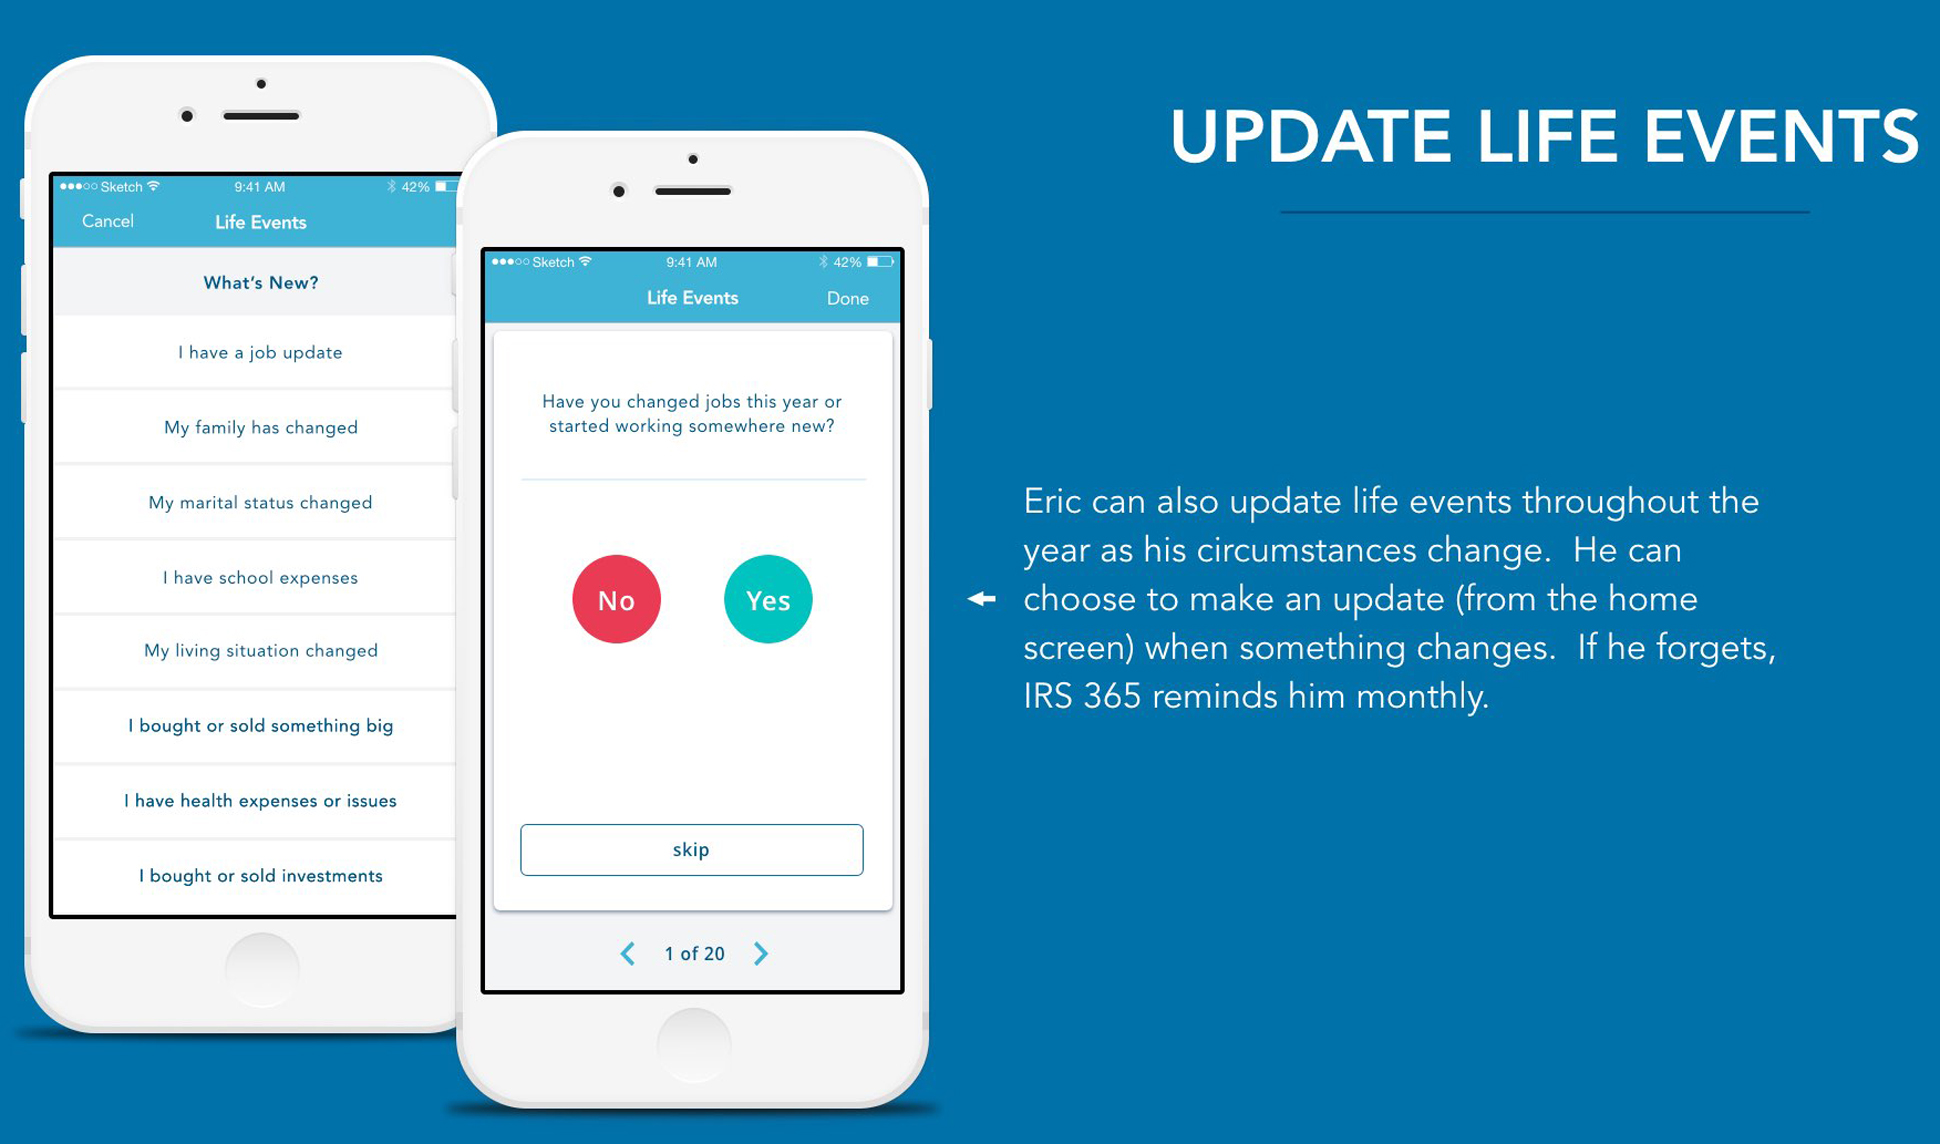 Sketch 9:41 AM 42%
Cancel Life Events
What's New?
I have a job update
My family has changed
My marital status changed
I have school expenses
My living situation changed
I bought or sold something big
I have health expenses or issues
I bought or sold investments
Sketch 9:41 AM 42%
Life Events Done
Have you changed jobs this year or
started working somewhere new?
No Yes
skip
1 of 20
UPDATE LIFE EVENTS
Eric can also update life events throughout the
year as his circumstances change.  He can
choose to make an update (from the home
screen) when something changes.  If he forgets,
IRS 365 reminds him monthly.